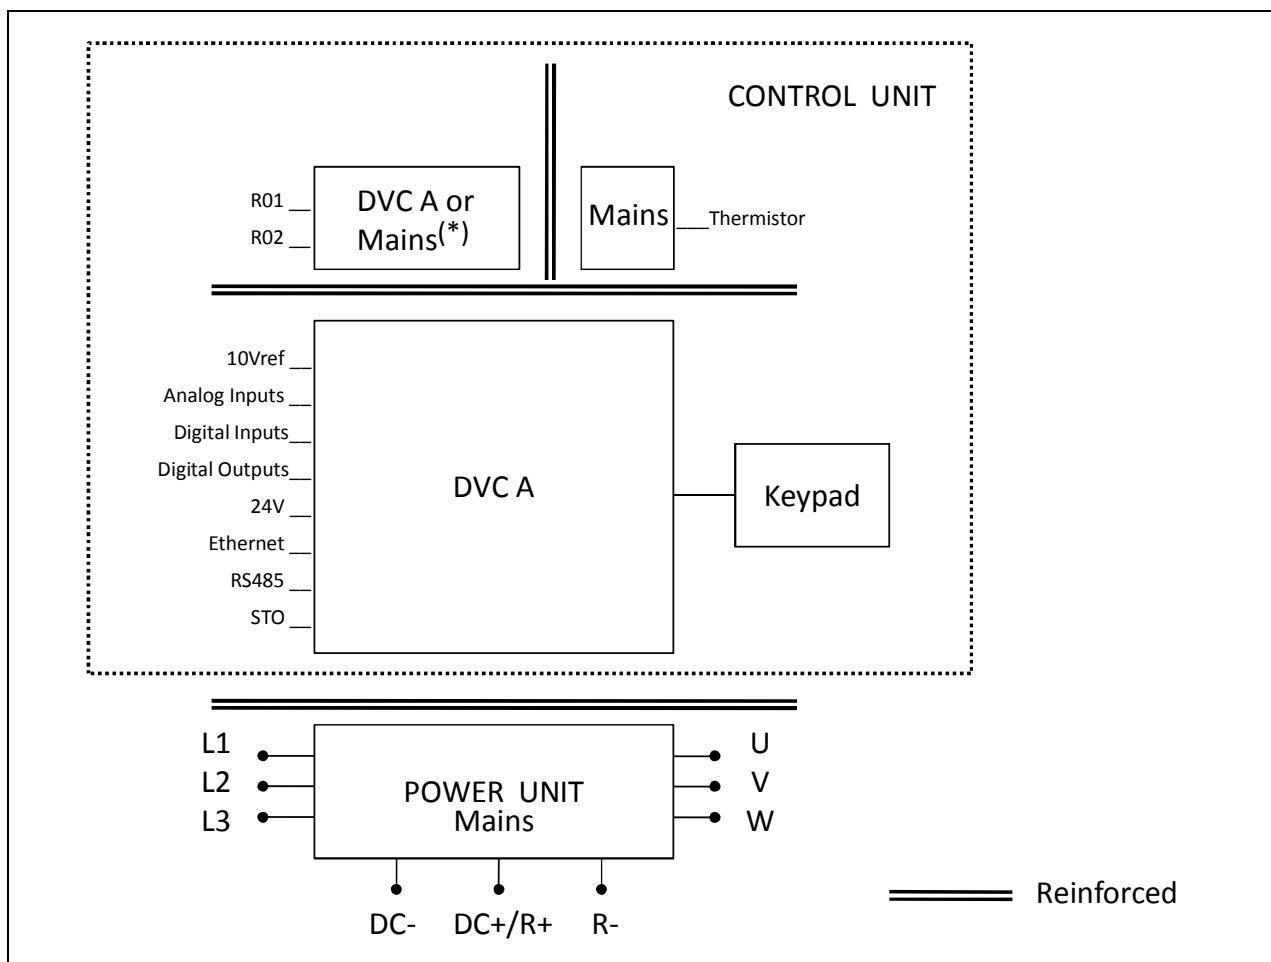 CONTROL UNIT
R01
R02
DVC A or
Mains(*)
Mains
Thermistor
10Vref
Analog Inputs
Digital Inputs
Digital Outputs
24V
Ethernet
RS485
STO
DVC A
Keypad
L1
L2
L3
POWER UNIT
Mains
U
V
W
DC-
DC+/R+
R-
Reinforced